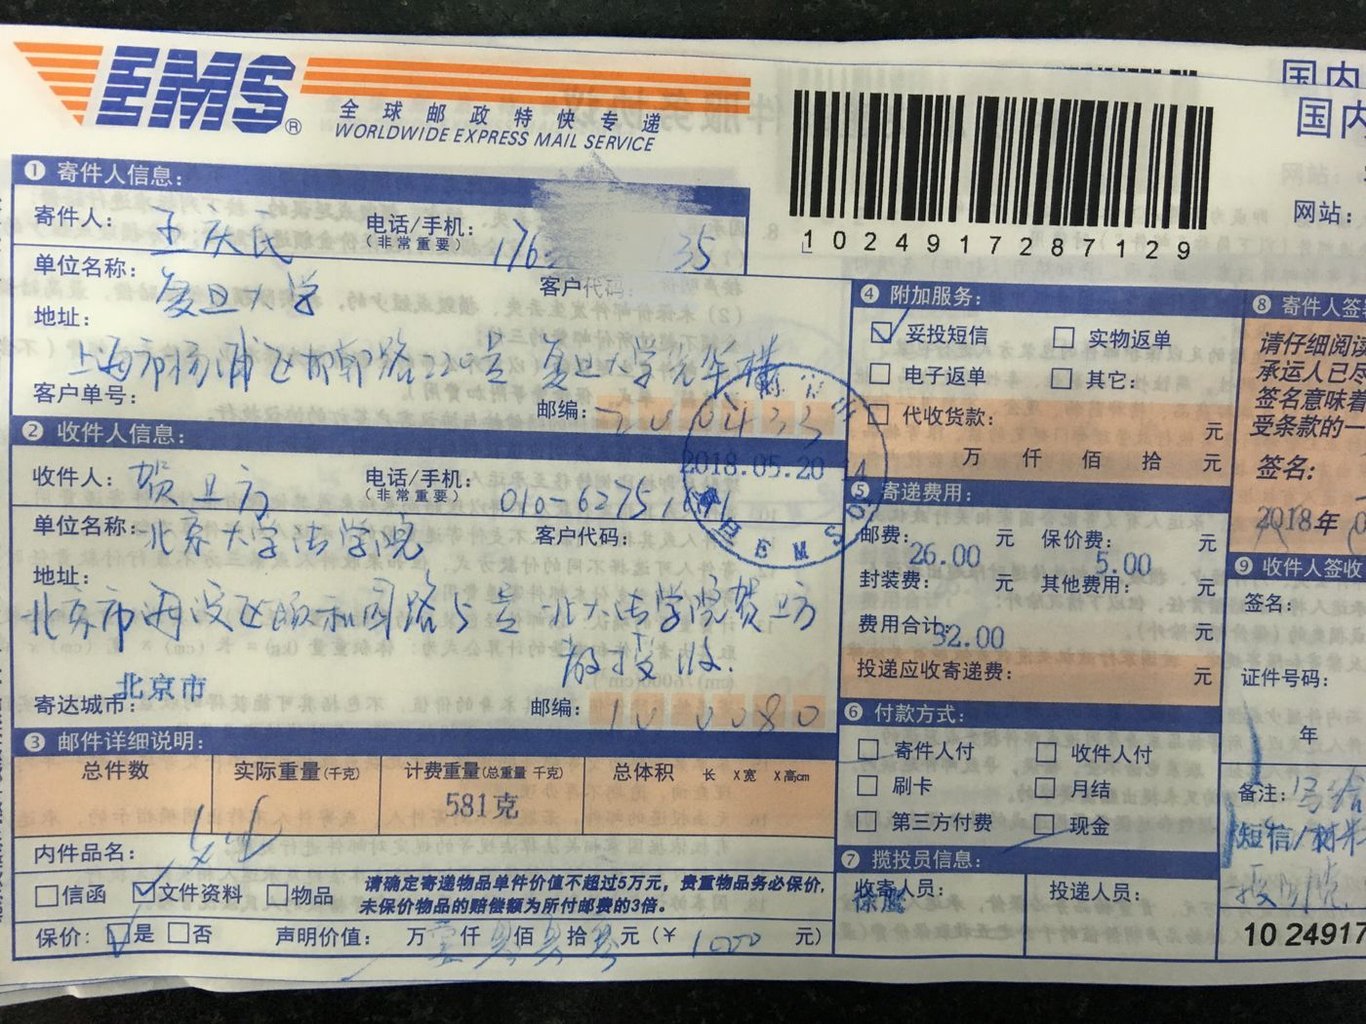 EMS®
全球邮政特快专递
WORLDWIDE EXPRESS MAIL SERVICE
国内
国内
1024917287129
网站：
❶ 寄件人信息：
寄件人： 王庆民 电话/手机： 176 35
（非常重要）
单位名称： 复旦大学 客户代码：
地址：
上海市杨浦区邯郸路220号 复旦大学光华楼
客户单号： 邮编： 200433
❷ 收件人信息：
收件人： 贺卫方 电话/手机： 010-6275
（非常重要）
单位名称： 北京大学法学院 客户代码：
地址：
北京市海淀区颐和园路5号 北大法学院贺卫方
教授收.
寄达城市： 北京市 邮编： 100080
2018.05.20 14
EMS
❸ 邮件详细说明：
总件数 实际重量(千克) 计费重量(总重量 千克) 总体积 长 X宽 X高cm
581克
内件品名：
信函 文件资料 物品
请确定寄递物品单件价值不超过5万元，贵重物品务必保价，
未保价物品的赔偿额为所付邮费的3倍。
保价： 是 否 声明价值： 万 壹 仟 佰 拾 元（￥ 1000 元）
❹ 附加服务：
妥投短信 实物返单
电子返单 其它：
代收货款： 元
万 仟 佰 拾 元
❺ 寄递费用：
邮费： 26.00 元 保价费： 5.00 元
封装费： 元 其他费用： 元
费用合计： 32.00 元
投递应收寄递费： 元
❻ 付款方式：
寄件人付 收件人付
刷卡 月结
第三方付费 现金
❼ 揽投员信息：
收寄人员： 投递人员：
❽ 寄件人签
请仔细阅读
承运人已尽
签名意味着
受条款的一
签名：
2018年
❾ 收件人签收
签名：
证件号码：
年
备注：
短信/材料
10 24917